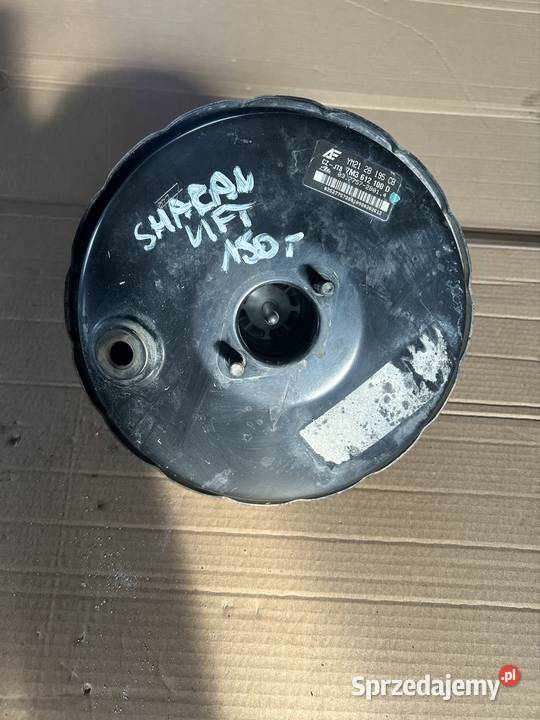 YM21 2B 195 CB
7M3 612 100 D
SHARAN
LIFT
150T
Sprzedajemy.pl